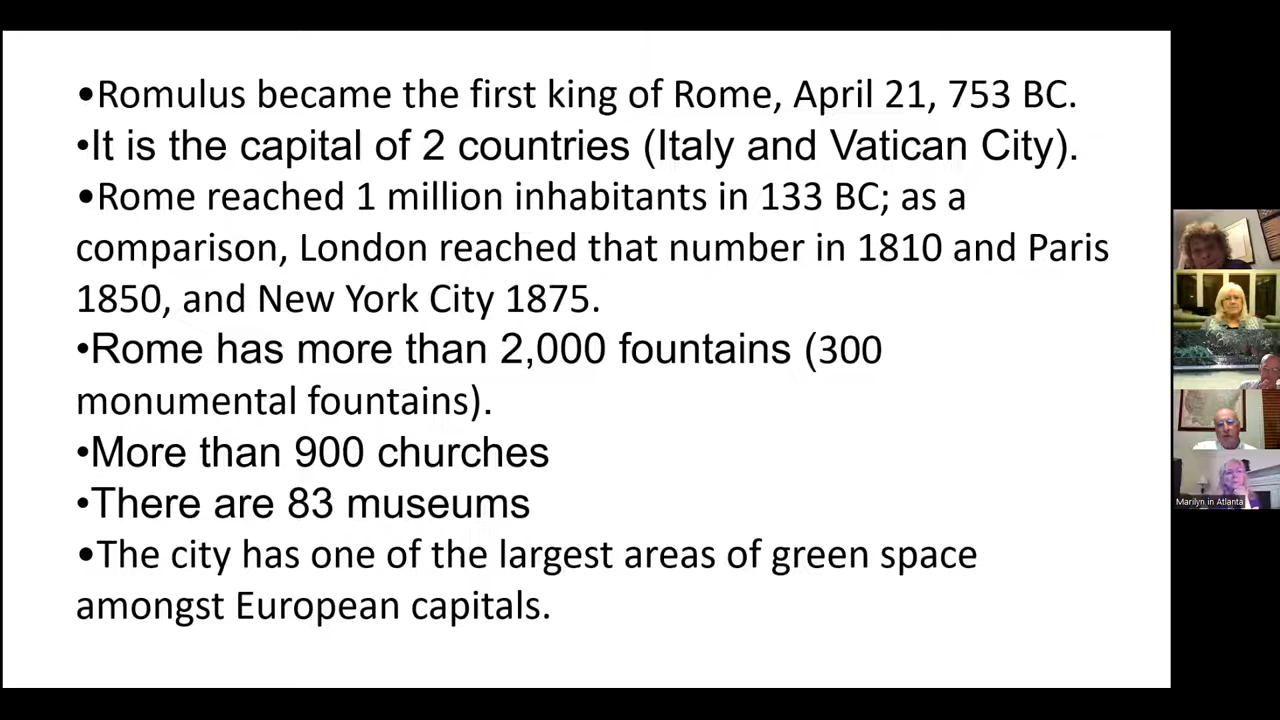 •Romulus became the first king of Rome, April 21, 753 BC.
•It is the capital of 2 countries (Italy and Vatican City).
•Rome reached 1 million inhabitants in 133 BC; as a
comparison, London reached that number in 1810 and Paris
1850, and New York City 1875.
•Rome has more than 2,000 fountains (300
monumental fountains).
•More than 900 churches
•There are 83 museums
•The city has one of the largest areas of green space
amongst European capitals.
Marilyn in Atlanta